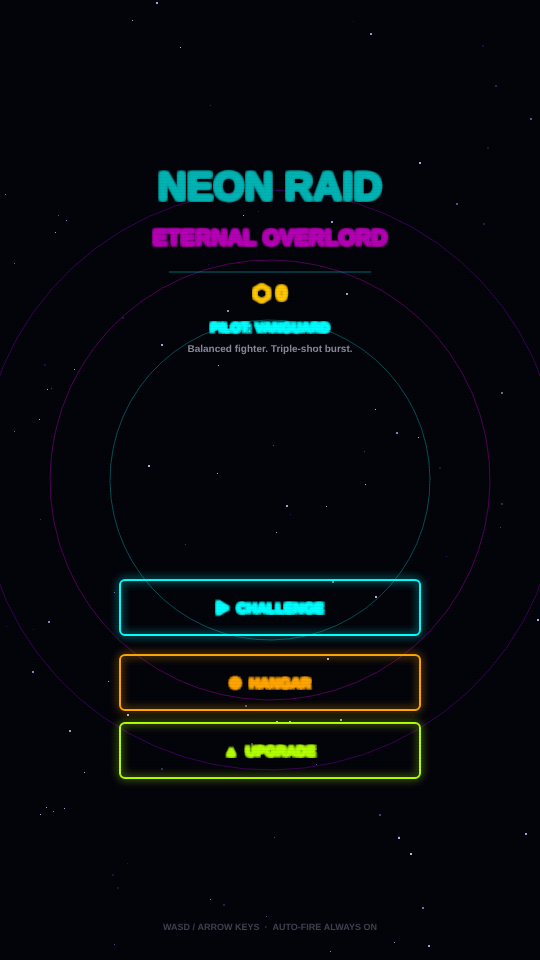 NEON RAID
ETERNAL OVERLORD
0
PILOT: VANGUARD
Balanced fighter. Triple-shot burst.
▶ CHALLENGE
HANGAR
▲ UPGRADE
WASD / ARROW KEYS · AUTO-FIRE ALWAYS ON